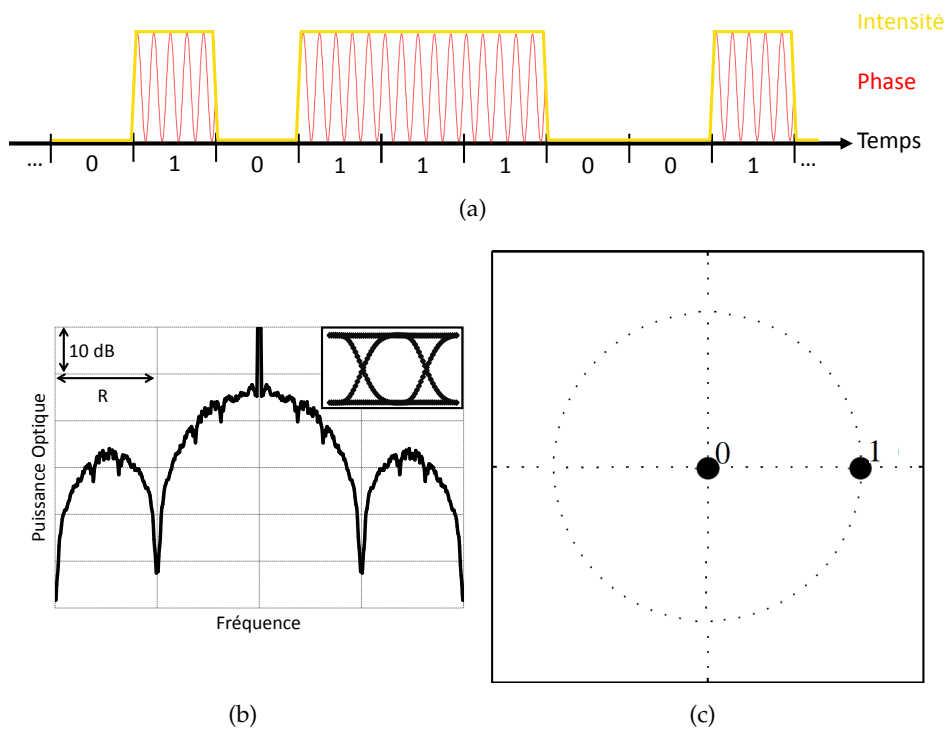 Intensité
Phase
Temps
... 0 1 0 1 1 1 0 0 1 ...
(a)
10 dB
R
Puissance Optique
Fréquence
(b)
0
1
(c)